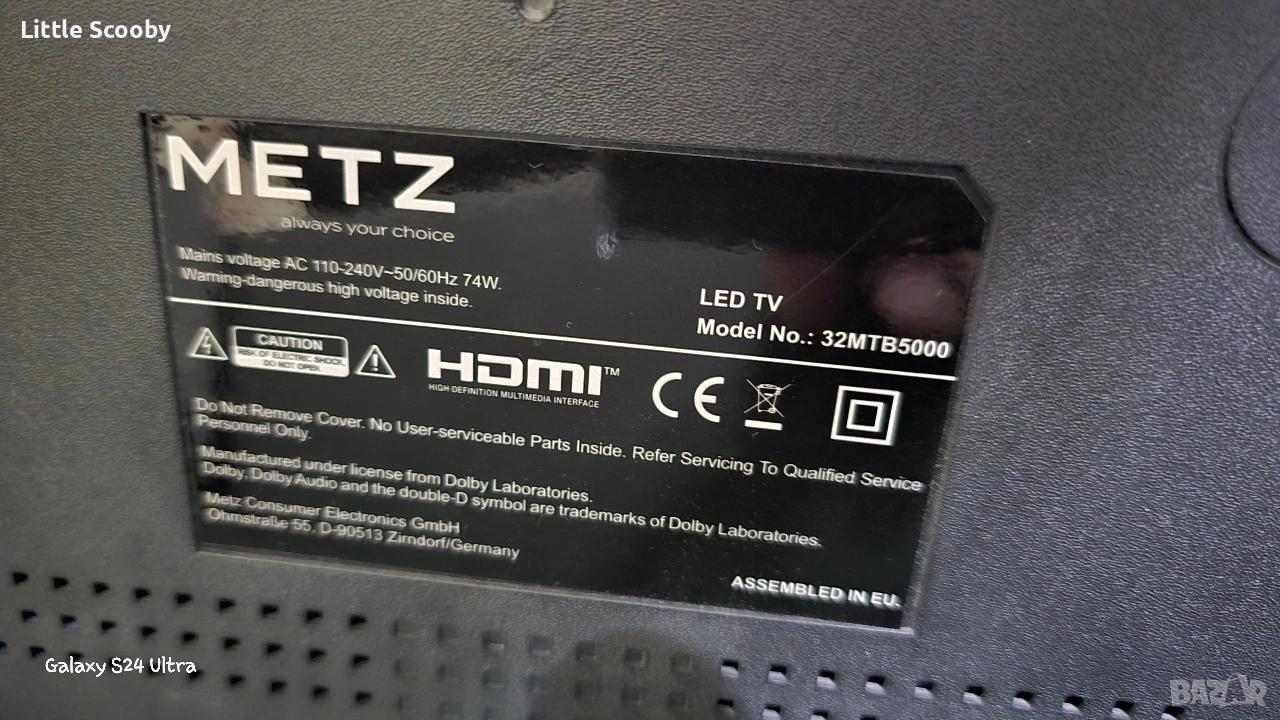 Little Scooby
METZ
always your choice
Mains voltage AC 110-240V~50/60Hz 74W.
Warning-dangerous high voltage inside.
LED TV
Model No.: 32MTB5000
CAUTION
RISK OF ELECTRIC SHOCK,
DO NOT OPEN.
HDMI™
HIGH-DEFINITION MULTIMEDIA INTERFACE
CE
Do Not Remove Cover. No User-serviceable Parts Inside. Refer Servicing To Qualified Service
Personnel Only.
Manufactured under license from Dolby Laboratories.
Dolby, Dolby Audio and the double-D symbol are trademarks of Dolby Laboratories.
Metz Consumer Electronics GmbH
Ohmstraße 55, D-90513 Zirndorf/Germany
ASSEMBLED IN EU.
Galaxy S24 Ultra
BAZAR